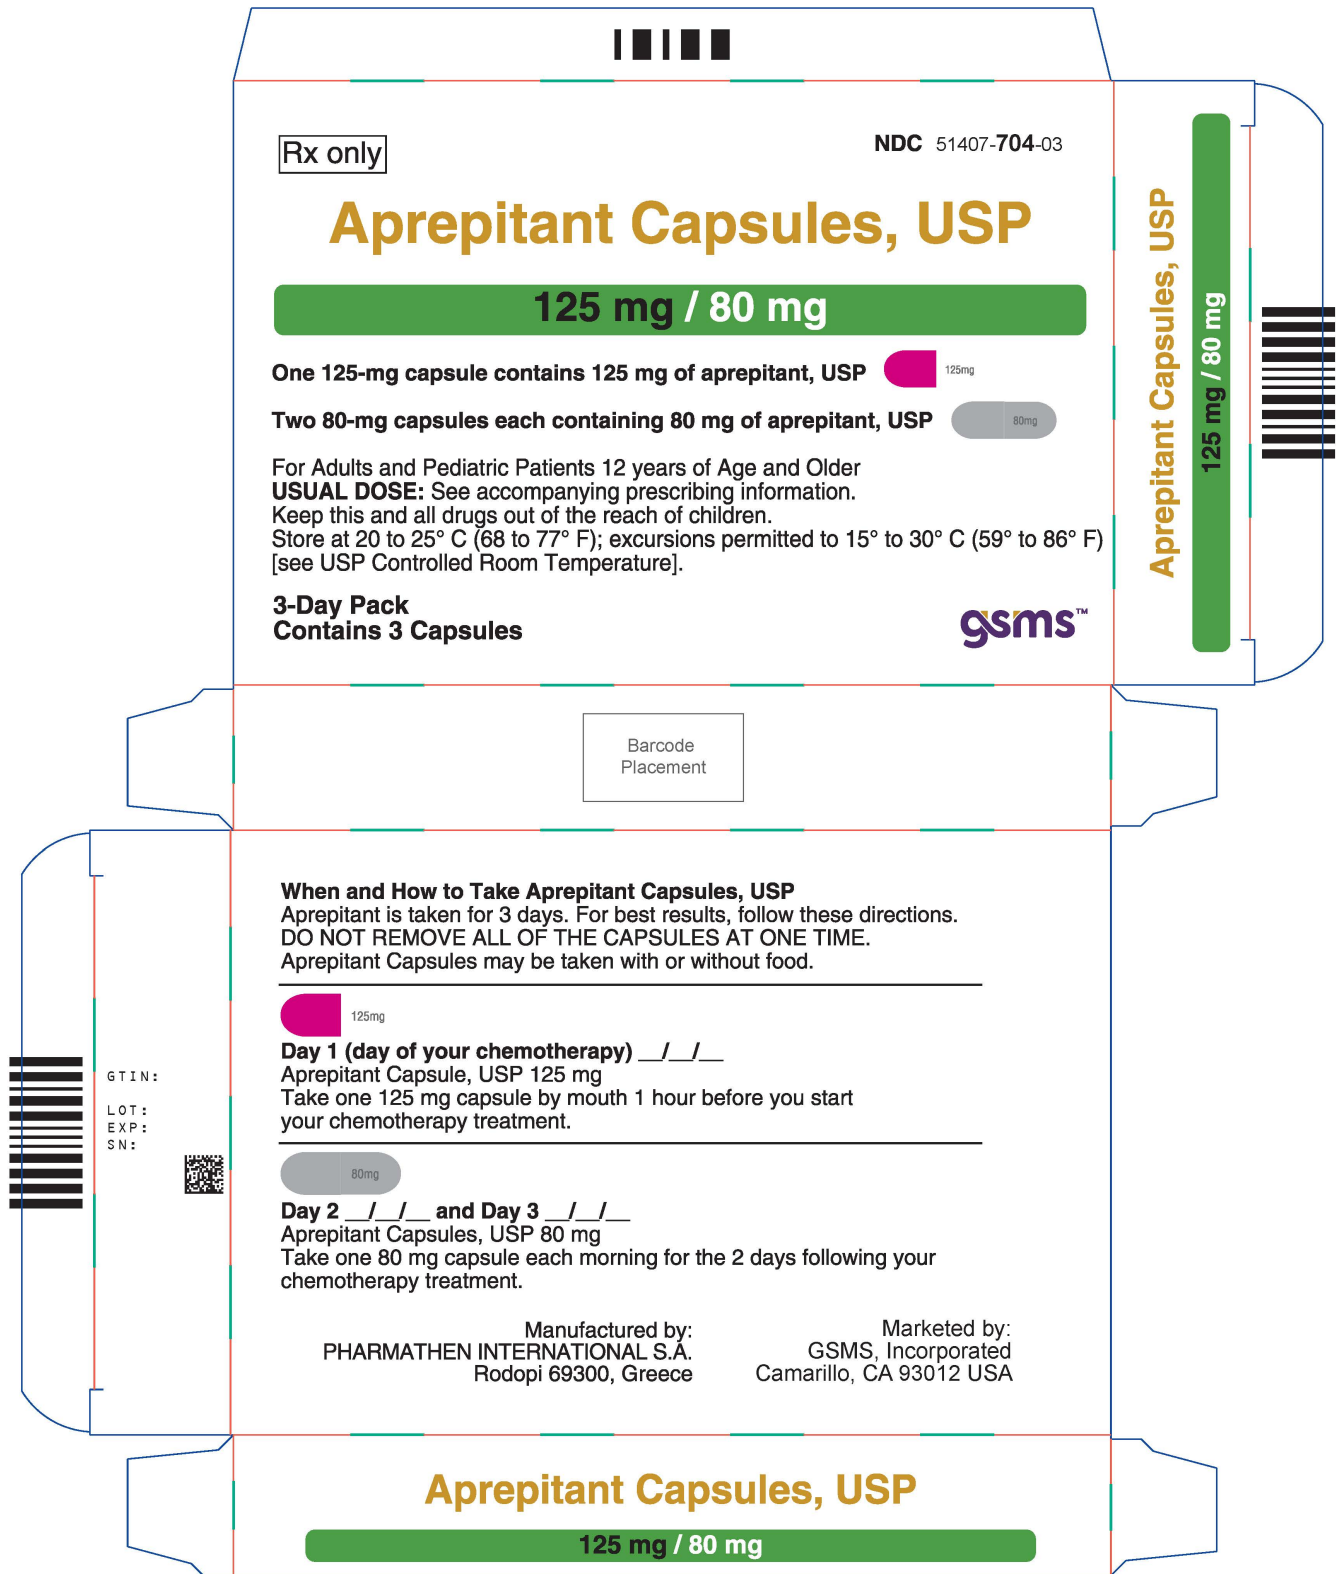 Rx only
NDC 51407-704-03
Aprepitant Capsules, USP
125 mg / 80 mg
One 125-mg capsule contains 125 mg of aprepitant, USP
125mg
Two 80-mg capsules each containing 80 mg of aprepitant, USP
80mg
For Adults and Pediatric Patients 12 years of Age and Older
USUAL DOSE: See accompanying prescribing information.
Keep this and all drugs out of the reach of children.
Store at 20 to 25° C (68 to 77° F); excursions permitted to 15° to 30° C (59° to 86° F)
[see USP Controlled Room Temperature].
3-Day Pack
Contains 3 Capsules
gsms™
Aprepitant Capsules, USP
125 mg / 80 mg
Barcode
Placement
When and How to Take Aprepitant Capsules, USP
Aprepitant is taken for 3 days. For best results, follow these directions.
DO NOT REMOVE ALL OF THE CAPSULES AT ONE TIME.
Aprepitant Capsules may be taken with or without food.
125mg
Day 1 (day of your chemotherapy) __/__/__
Aprepitant Capsule, USP 125 mg
Take one 125 mg capsule by mouth 1 hour before you start
your chemotherapy treatment.
80mg
Day 2 __/__/__ and Day 3 __/__/__
Aprepitant Capsules, USP 80 mg
Take one 80 mg capsule each morning for the 2 days following your
chemotherapy treatment.
Manufactured by:
PHARMATHEN INTERNATIONAL S.A.
Rodopi 69300, Greece
Marketed by:
GSMS, Incorporated
Camarillo, CA 93012 USA
GTIN:
LOT:
EXP:
SN:
Aprepitant Capsules, USP
125 mg / 80 mg